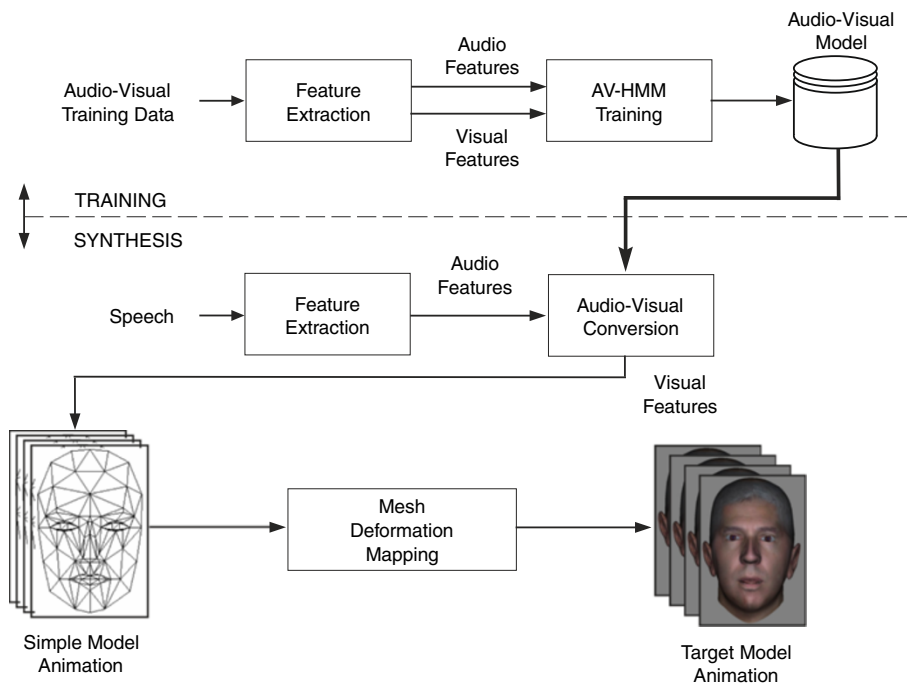 Audio-Visual
Model
Audio
Features
Audio-Visual
Training Data
Feature
Extraction
AV-HMM
Training
Visual
Features
TRAINING
SYNTHESIS
Audio
Features
Speech
Feature
Extraction
Audio-Visual
Conversion
Visual
Features
Mesh
Deformation
Mapping
Simple Model
Animation
Target Model
Animation